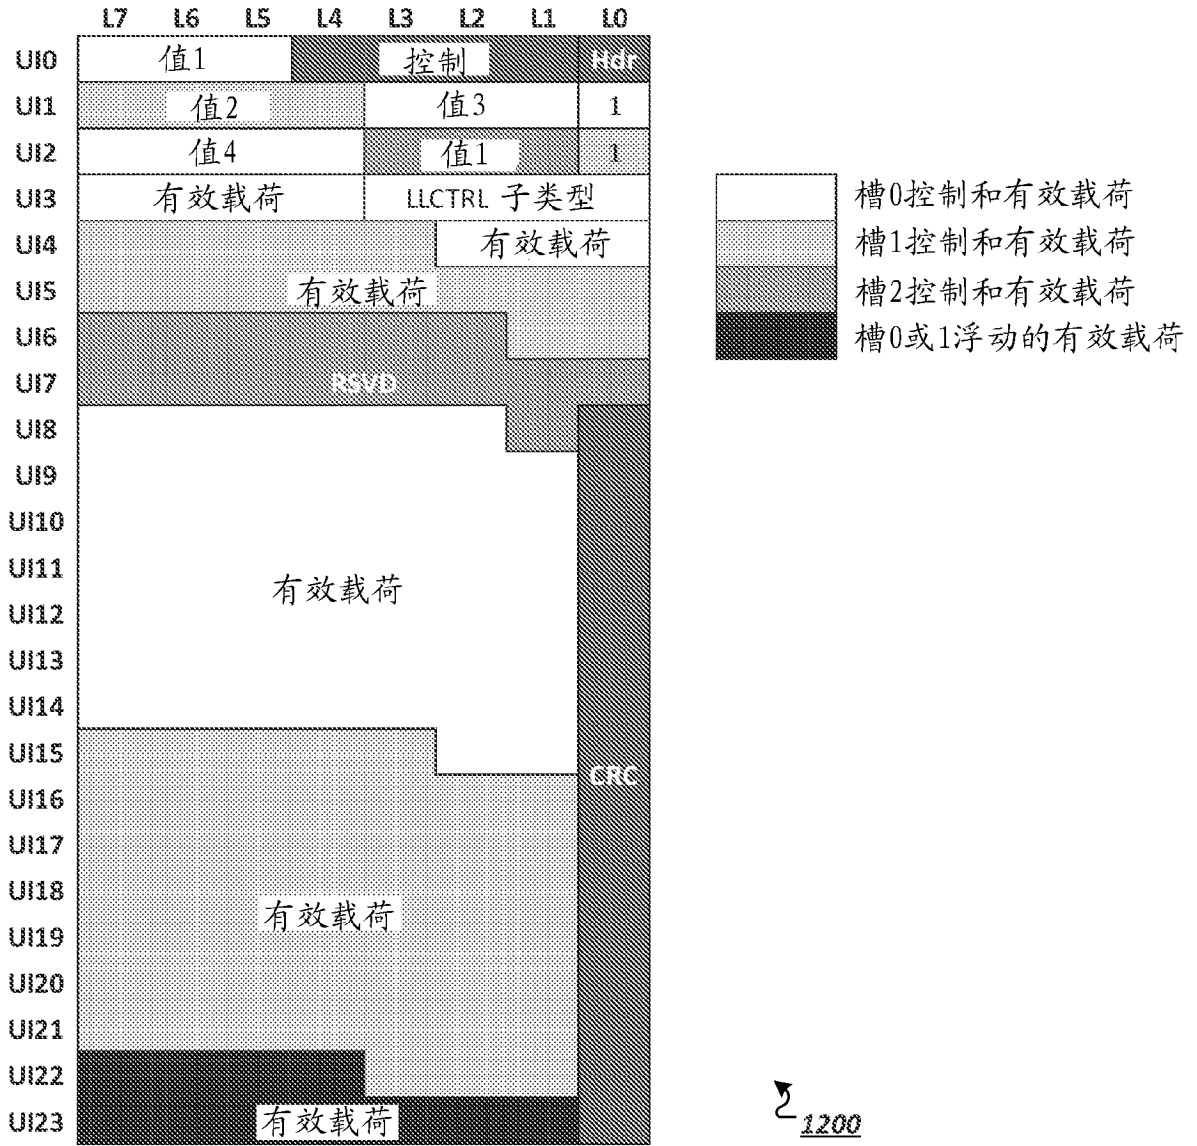 L7 L6 L5 L4 L3 L2 L1 L0
UI0 值1 控制 Hdr
UI1 值2 值3 1
UI2 值4 值1 1
UI3 有效载荷 LLCTRL 子类型
槽0控制和有效载荷
UI4 有效载荷
槽1控制和有效载荷
UI5 有效载荷
槽2控制和有效载荷
UI6
槽0或1浮动的有效载荷
UI7 RSVD
UI8
UI9
UI10
UI11
有效载荷
UI12
UI13
UI14
UI15
CRC
UI16
UI17
UI18
有效载荷
UI19
UI20
UI21
UI22
UI23 有效载荷
1200